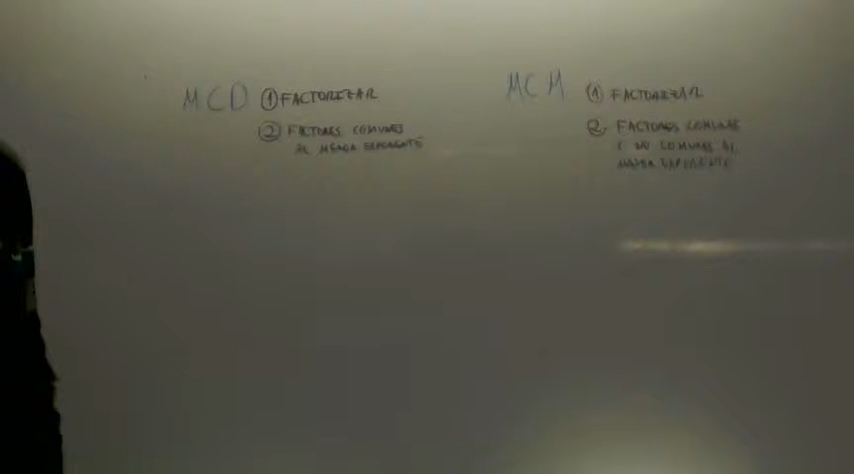 MCD ① FACTORIZAR
② FACTORES COMUNES
AL MENOR EXPONENTE
MCM ① FACTORIZAR
② FACTORES COMUNES
Y NO COMUNES AL
MAYOR EXPONENTE